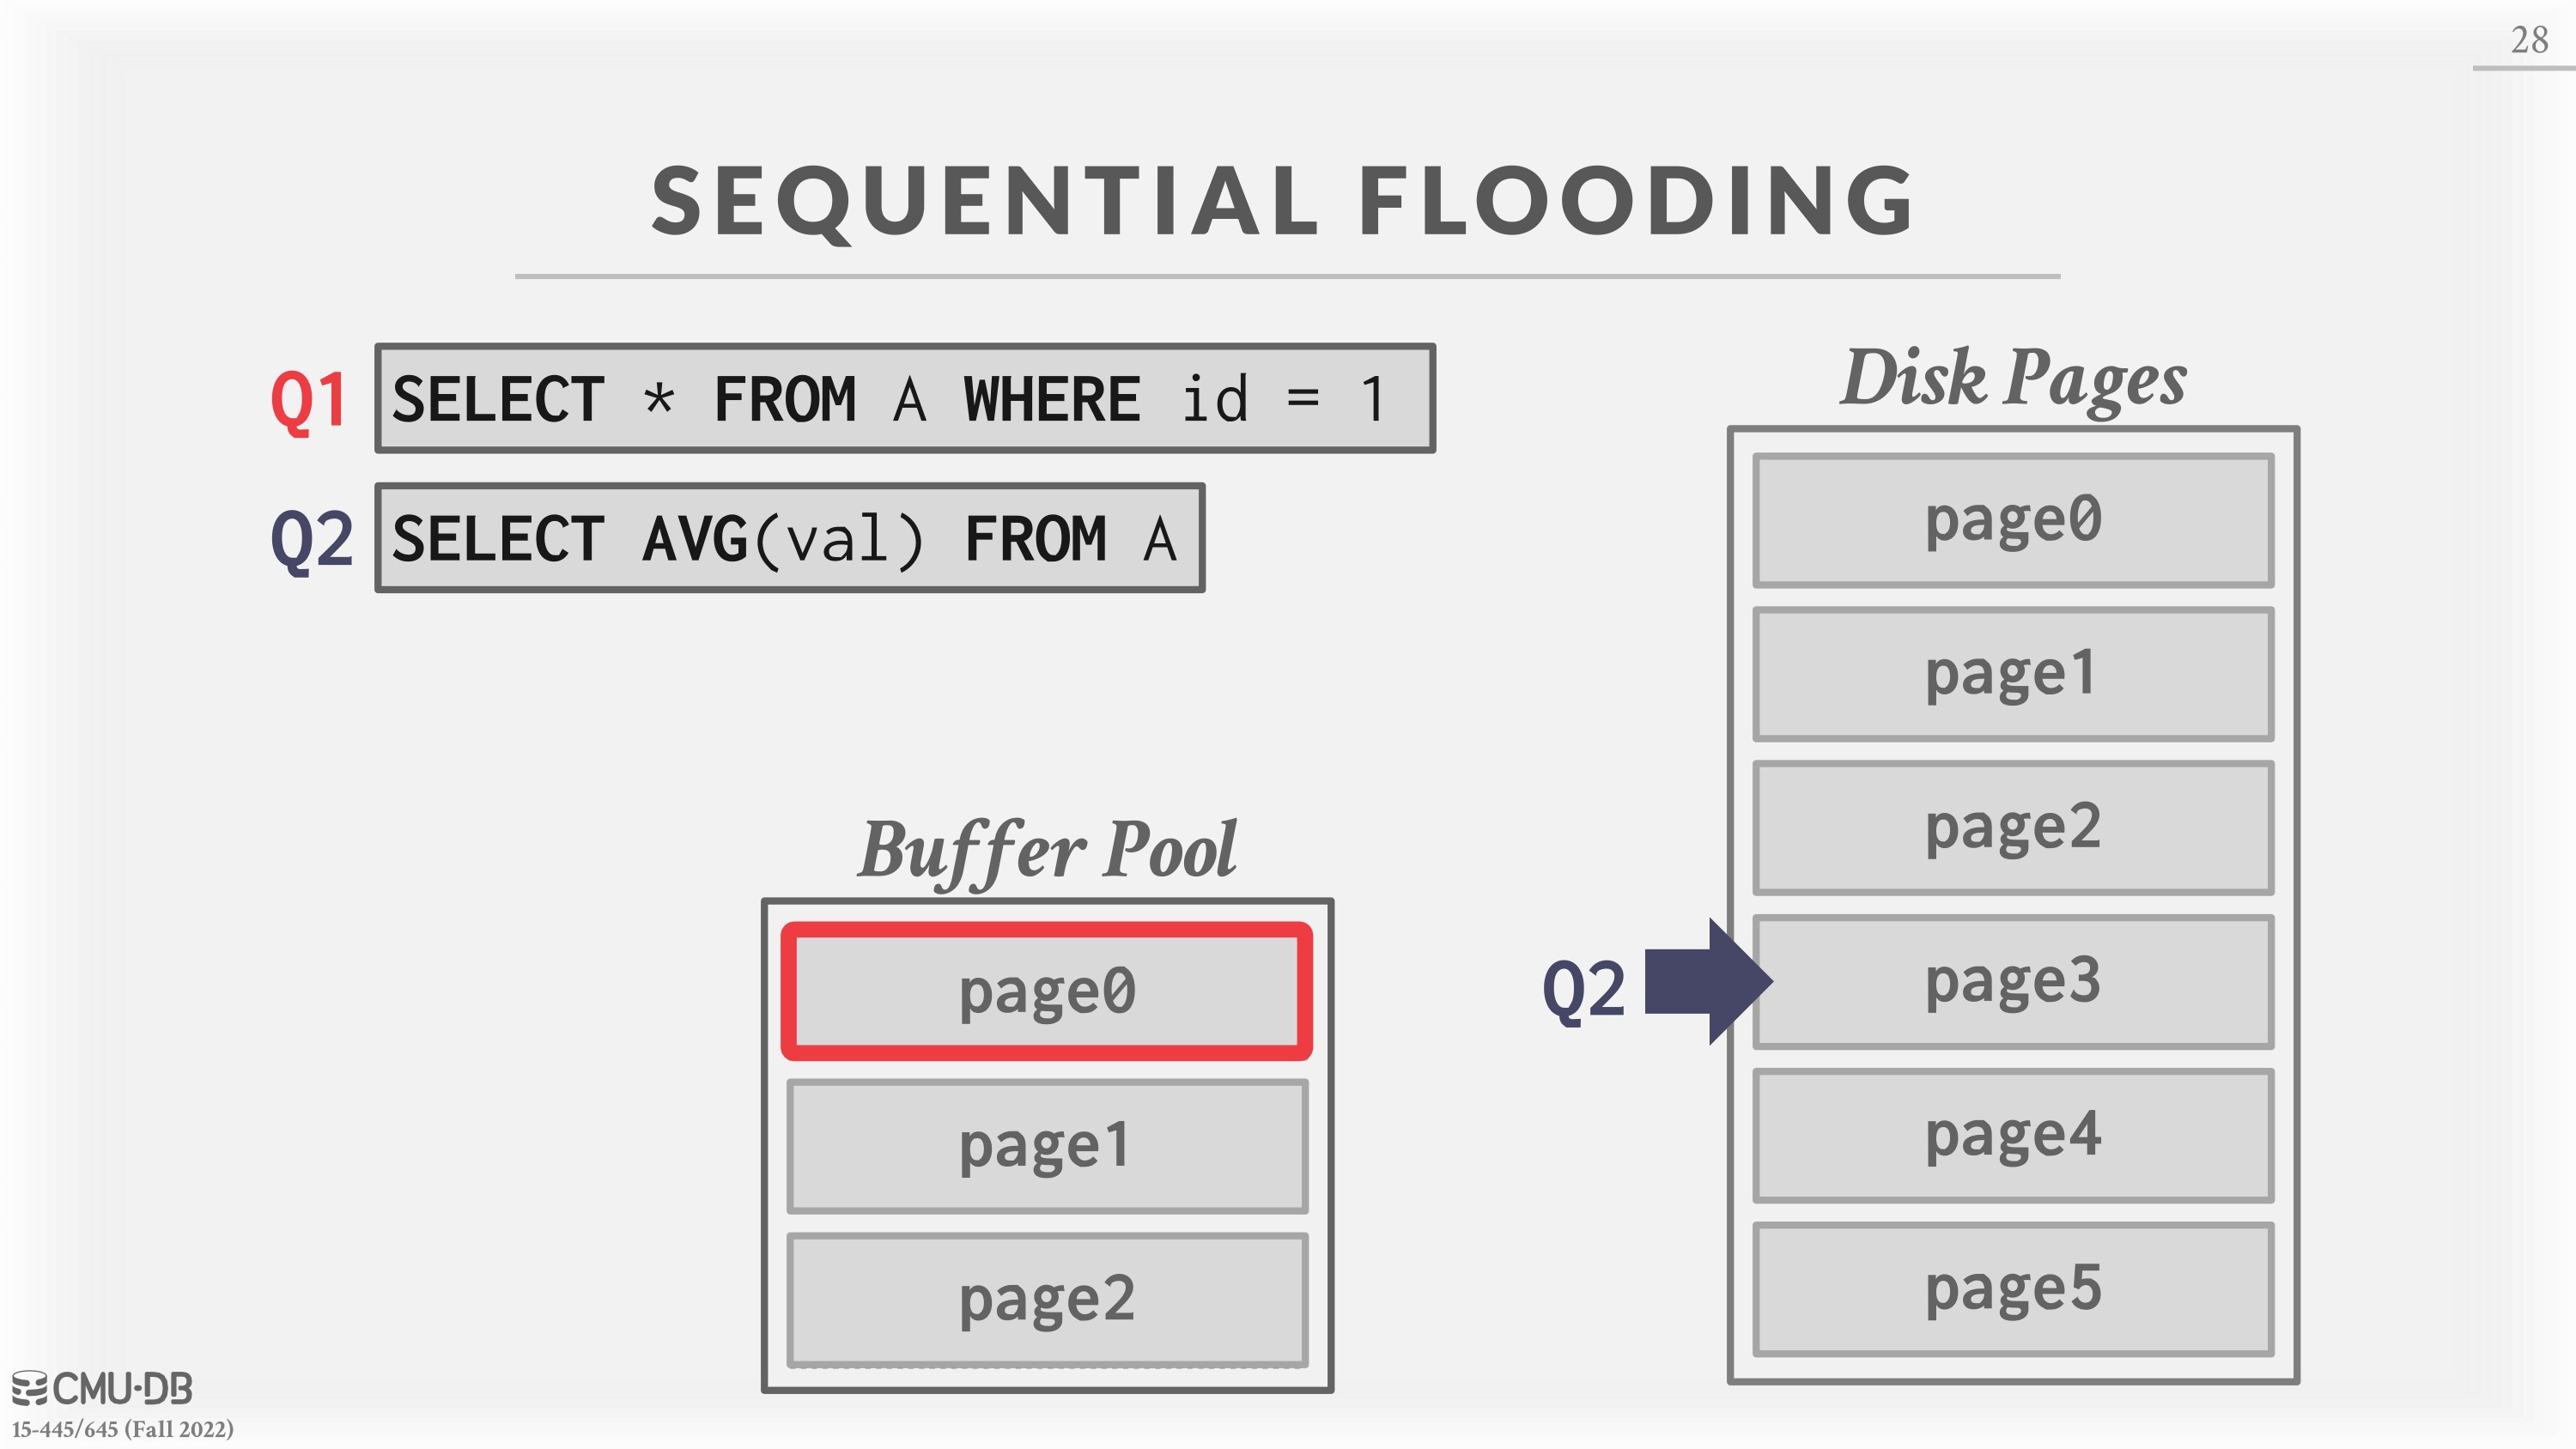 28
SEQUENTIAL FLOODING
Q1 SELECT * FROM A WHERE id = 1
Q2 SELECT AVG(val) FROM A
Buffer Pool
page0
page1
page2
Disk Pages
page0
page1
page2
Q2
page3
page4
page5
CMU·DB
15-445/645 (Fall 2022)